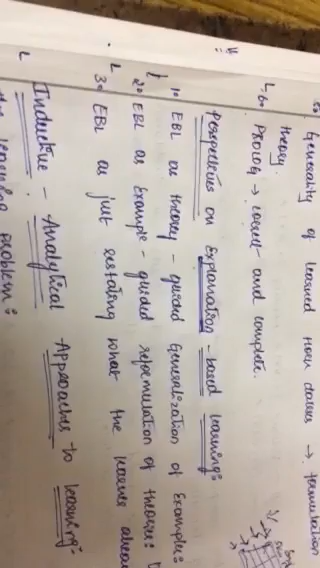 Generality of learned Horn clauses → formulation
theory
PROLOG → correct and complete.
Perspectives on Explanation-based learning:
1. EBL as theory-guided Generalization of Examples:
2. EBL as Example-guided reformulation of theories:
3. EBL as just restating what the learner
Inductive-Analytical Approaches to learning:
learning problem: